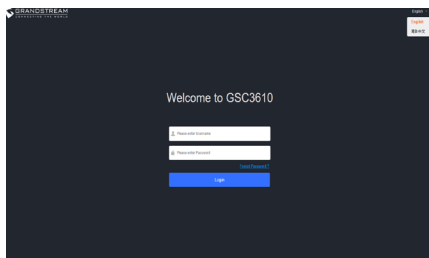 GRANDSTREAM
CONNECTING THE WORLD
English
English
简体中文
Welcome to GSC3610
Please enter Username
Please enter Password
Forgot Password?
Login